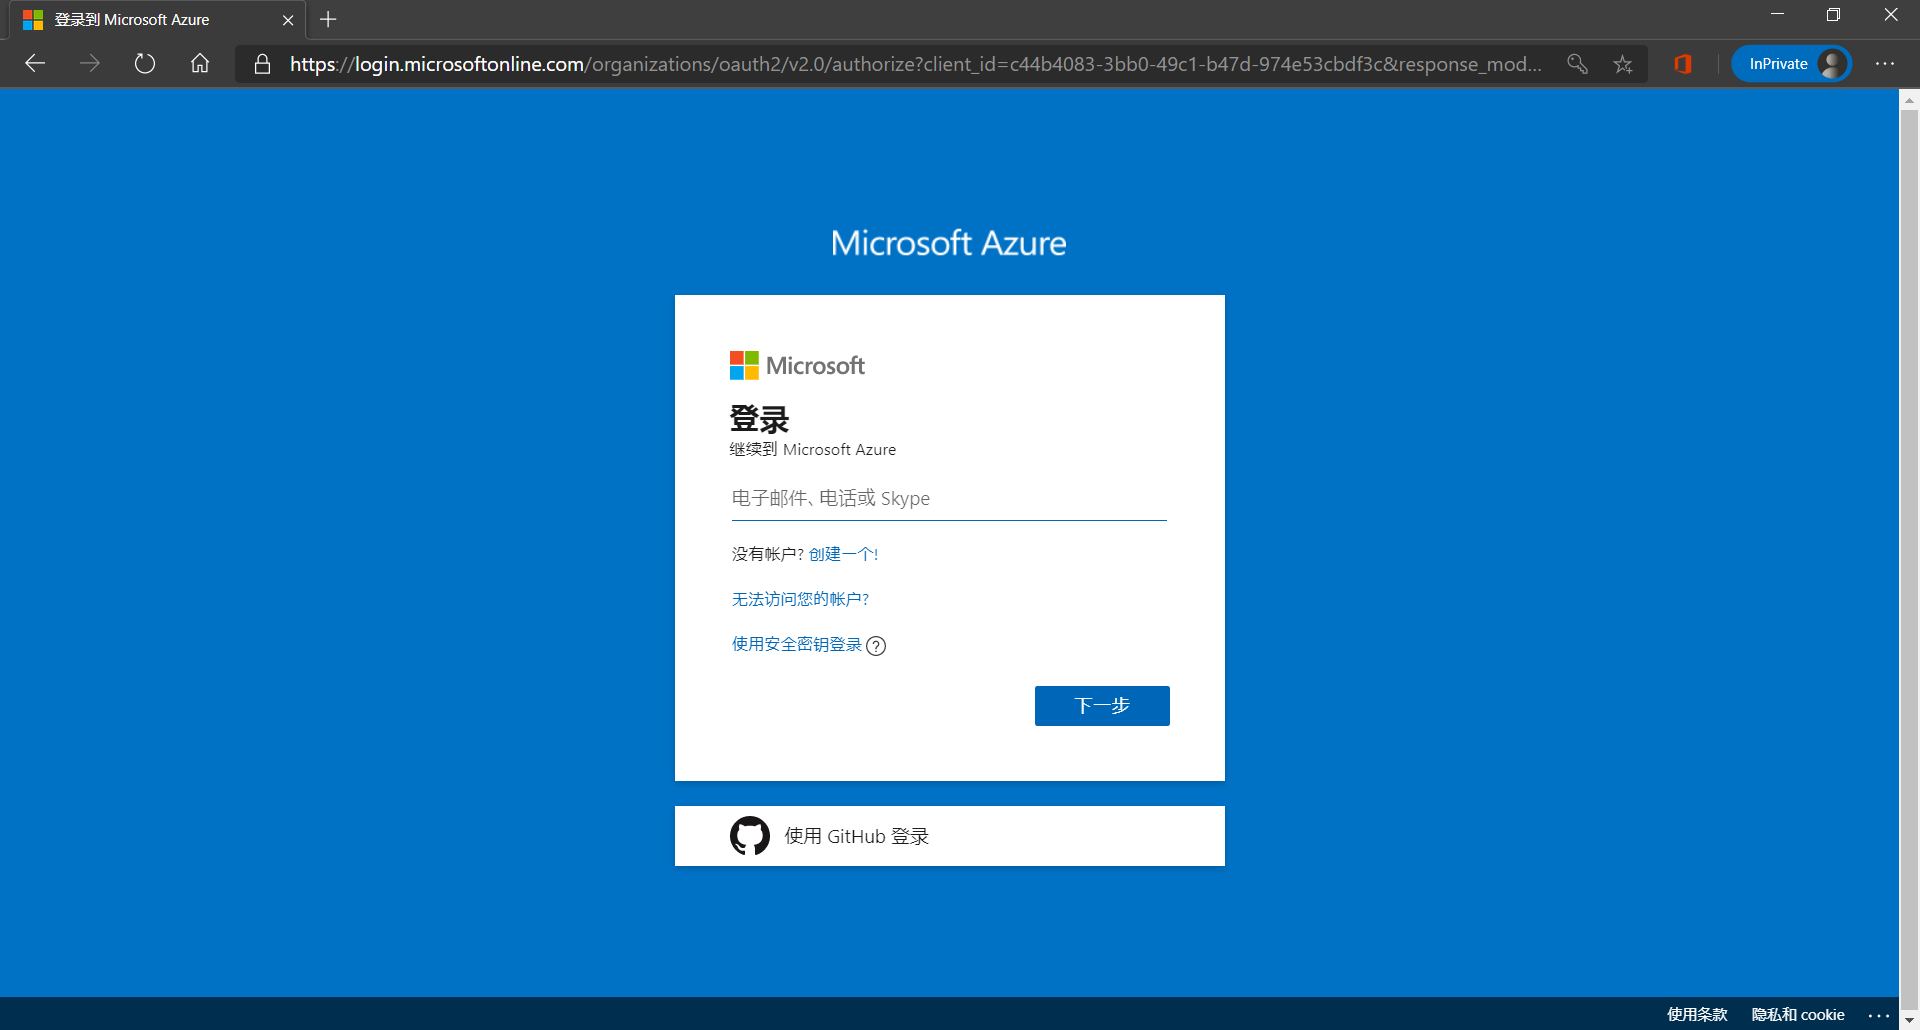 登录到 Microsoft Azure
https://login.microsoftonline.com/organizations/oauth2/v2.0/authorize?client_id=c44b4083-3bb0-49c1-b47d-974e53cbdf3c&response_mod...
InPrivate
Microsoft Azure
Microsoft
登录
继续到 Microsoft Azure
电子邮件、电话或 Skype
没有帐户? 创建一个!
无法访问您的帐户?
使用安全密钥登录
下一步
使用 GitHub 登录
使用条款 隐私和 cookie ...